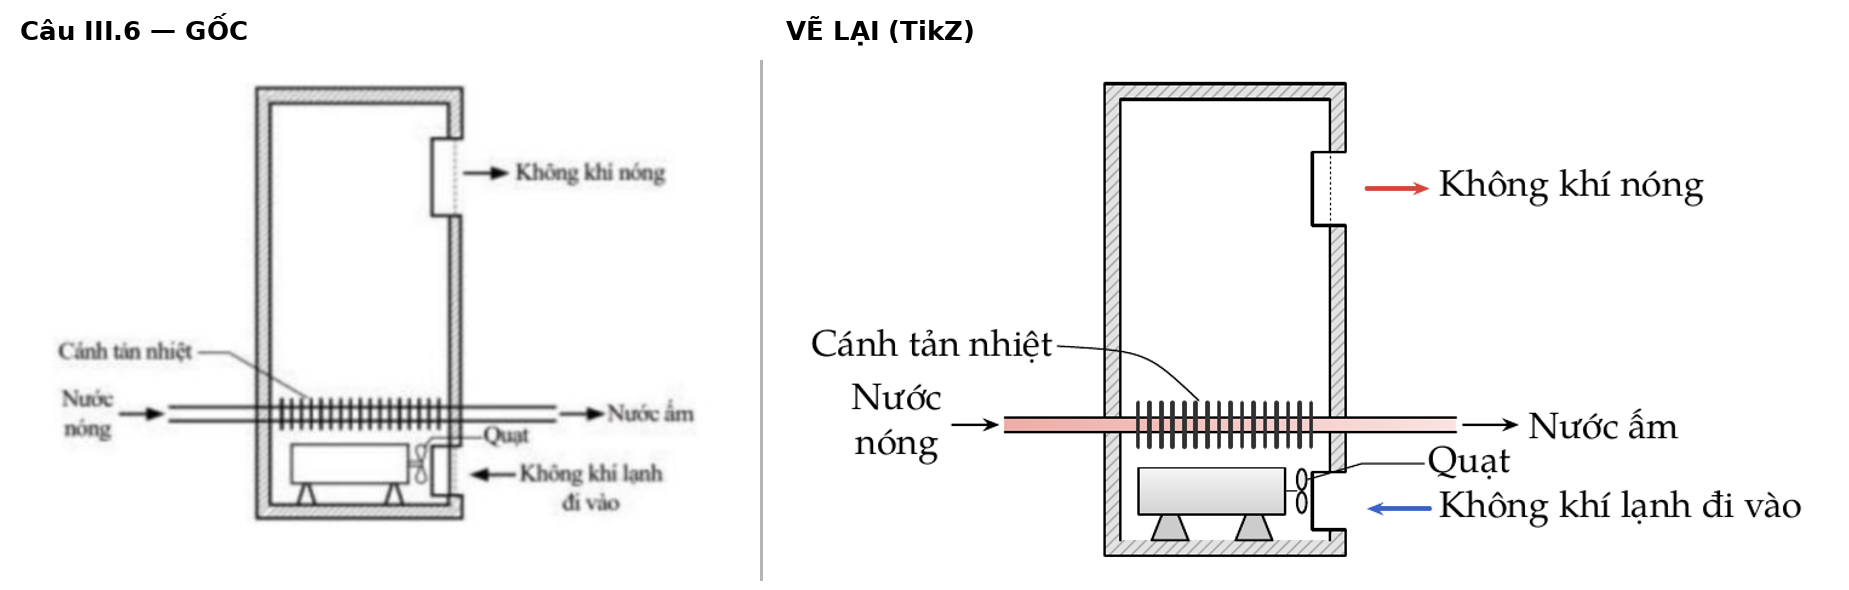 Câu III.6 — GỐC
Không khí nóng
Cánh tản nhiệt
Nước
nóng
Nước ấm
Quạt
Không khí lạnh
đi vào
VẼ LẠI (TikZ)
Không khí nóng
Cánh tản nhiệt
Nước
nóng
Nước ấm
Quạt
Không khí lạnh đi vào